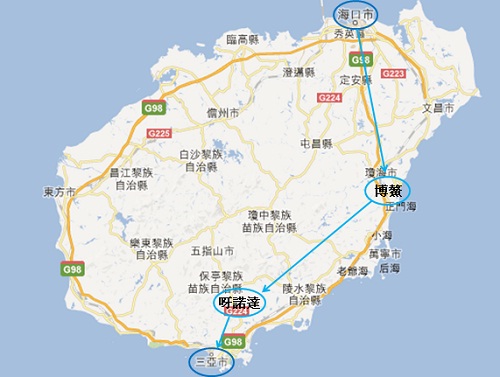 海口市
秀英縣
臨高縣
G98
澄邁縣
G223
定安縣
G224
G98
文昌市
儋州市
G225
屯昌縣
白沙黎族
自治縣
瓊海市
昌江黎族
自治縣
博鰲
東方市
瓊中黎族
苗族自治縣
小海
樂東黎族
自治縣
五指山市
萬寧市
后海
老爺海
G98
保亭黎族
苗族自治縣
陵水黎族
自治縣
呀諾達
G224
G98
三亞市